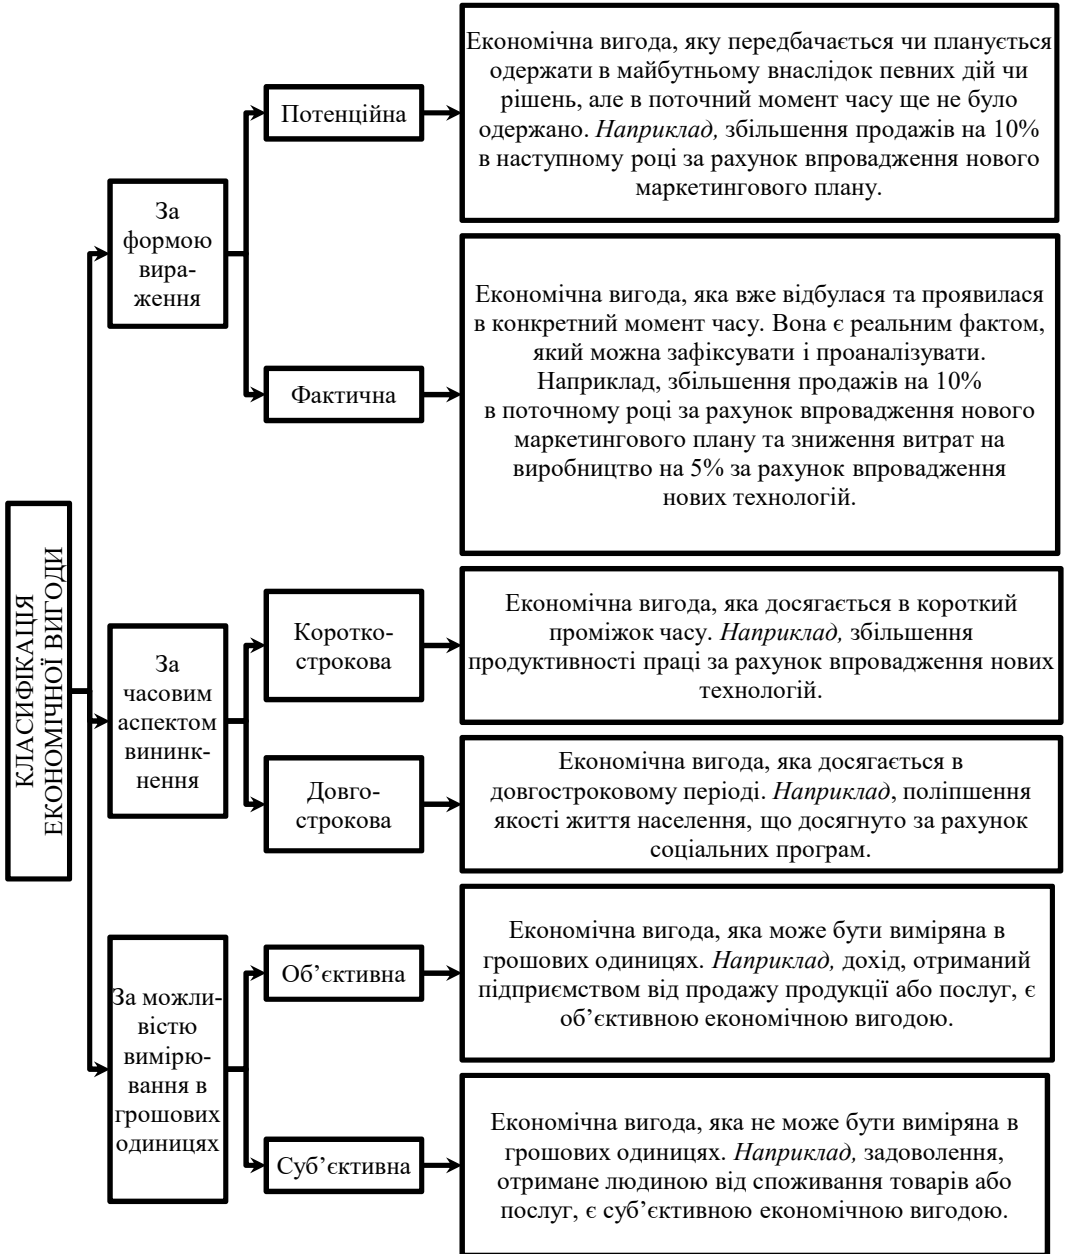 КЛАСИФІКАЦІЯ
ЕКОНОМІЧНОЇ ВИГОДИ
За
формою
вира-
ження
Потенційна
Економічна вигода, яку передбачається чи планується
одержати в майбутньому внаслідок певних дій чи
рішень, але в поточний момент часу ще не було
одержано. Наприклад, збільшення продажів на 10%
в наступному році за рахунок впровадження нового
маркетингового плану.
Фактична
Економічна вигода, яка вже відбулася та проявилася
в конкретний момент часу. Вона є реальним фактом,
який можна зафіксувати і проаналізувати.
Наприклад, збільшення продажів на 10%
в поточному році за рахунок впровадження нового
маркетингового плану та зниження витрат на
виробництво на 5% за рахунок впровадження
нових технологій.
За
часовим
аспектом
вининк-
нення
Коротко-
строкова
Економічна вигода, яка досягається в короткий
проміжок часу. Наприклад, збільшення
продуктивності праці за рахунок впровадження нових
технологій.
Довго-
строкова
Економічна вигода, яка досягається в
довгостроковому періоді. Наприклад, поліпшення
якості життя населення, що досягнуто за рахунок
соціальних програм.
За можли-
вістю
вимірю-
вання в
грошових
одиницях
Об’єктивна
Економічна вигода, яка може бути виміряна в
грошових одиницях. Наприклад, дохід, отриманий
підприємством від продажу продукції або послуг, є
об’єктивною економічною вигодою.
Суб’єктивна
Економічна вигода, яка не може бути виміряна в
грошових одиницях. Наприклад, задоволення,
отримане людиною від споживання товарів або
послуг, є суб’єктивною економічною вигодою.